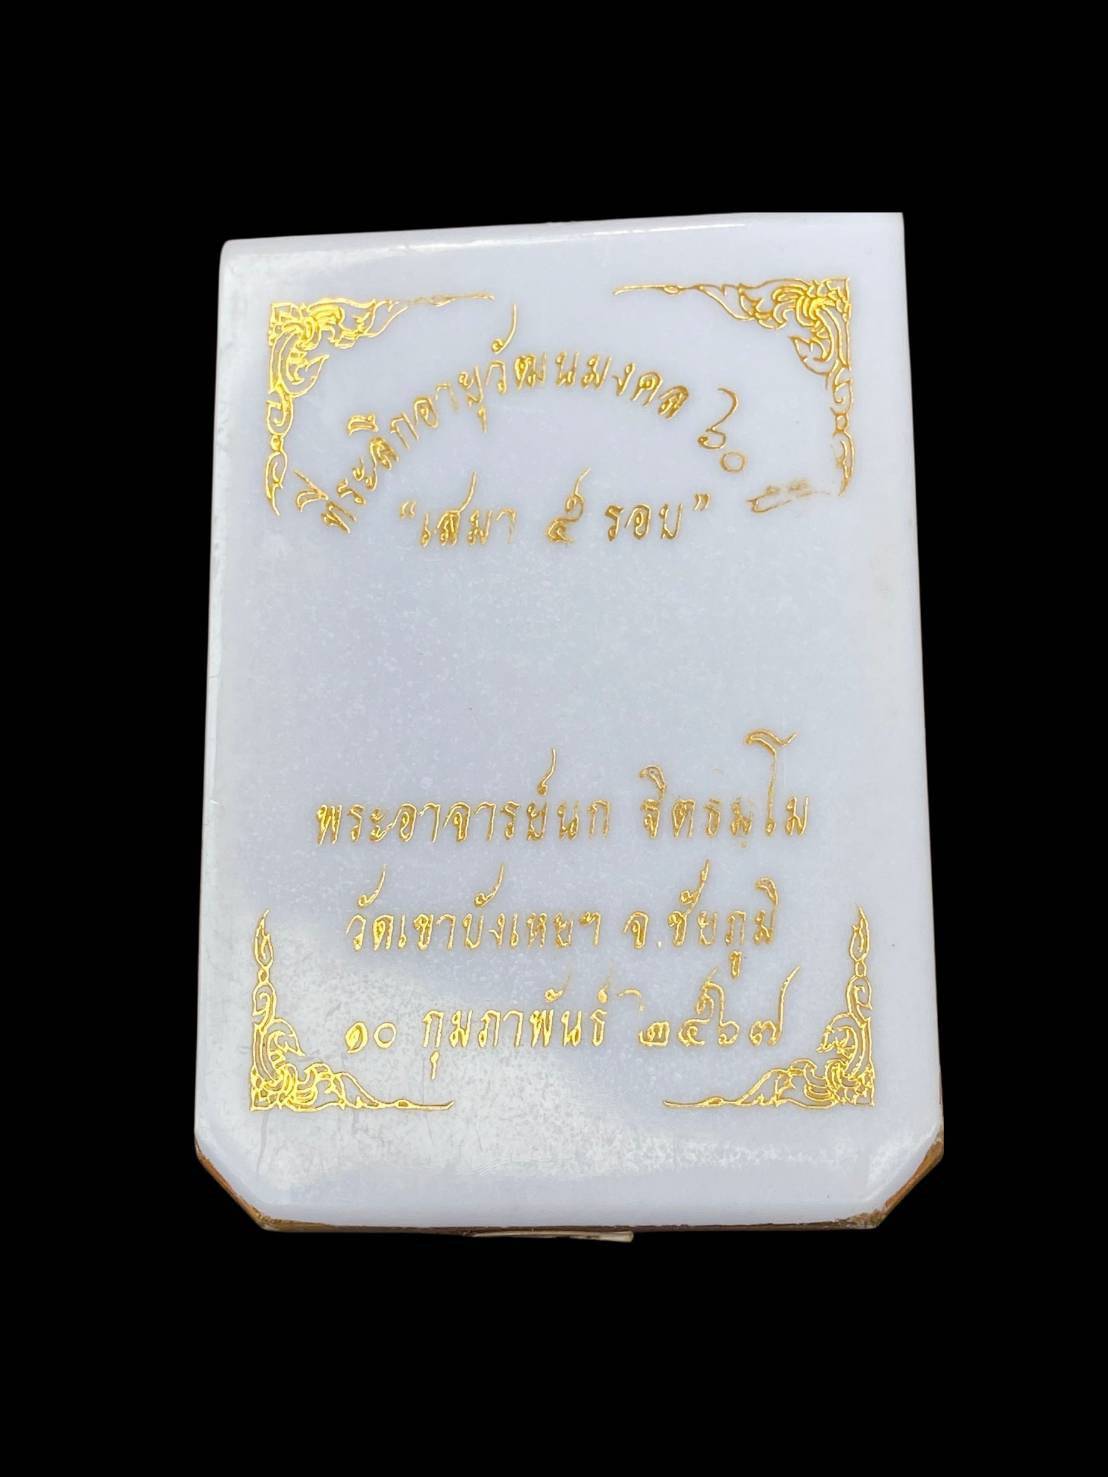 ที่ระลึกอายุวัฒนมงคล ๖๐ ปี
"เสมา ๕ รอบ"
พระอาจารย์นก ฐิตธมฺโม
วัดเขาบังเหยฯ จ.ชัยภูมิ
๑๐ กุมภาพันธ์ ๒๕๖๗